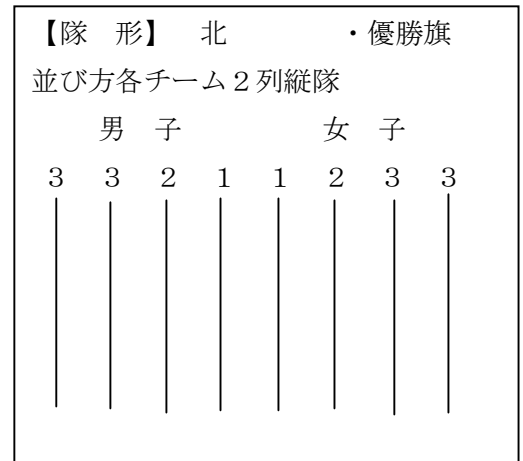 【隊　形】　北　　　　・優勝旗
並び方各チーム２列縦隊
男　子　　　　　女　子
３　３　２　１　１　２　３　３